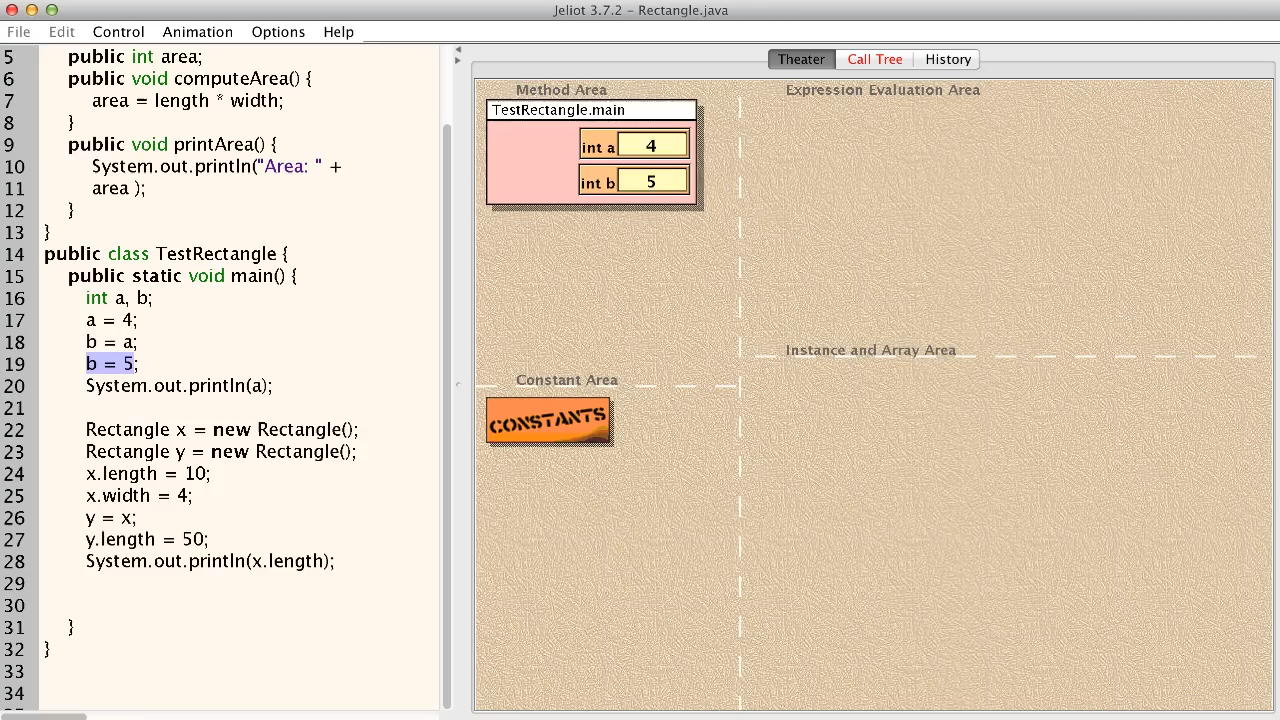 Jeliot 3.7.2 - Rectangle.java
File Edit Control Animation Options Help
5 public int area;
6 public void computeArea() {
7 area = length * width;
8 }
9 public void printArea() {
10 System.out.println("Area: " +
11 area );
12 }
13 }
14 public class TestRectangle {
15 public static void main() {
16 int a, b;
17 a = 4;
18 b = a;
19 b = 5;
20 System.out.println(a);
21
22 Rectangle x = new Rectangle();
23 Rectangle y = new Rectangle();
24 x.length = 10;
25 x.width = 4;
26 y = x;
27 y.length = 50;
28 System.out.println(x.length);
29
30
31 }
32 }
33
34
Theater Call Tree History
Method Area
TestRectangle.main
int a 4
int b 5
Expression Evaluation Area
Constant Area
CONSTANTS
Instance and Array Area